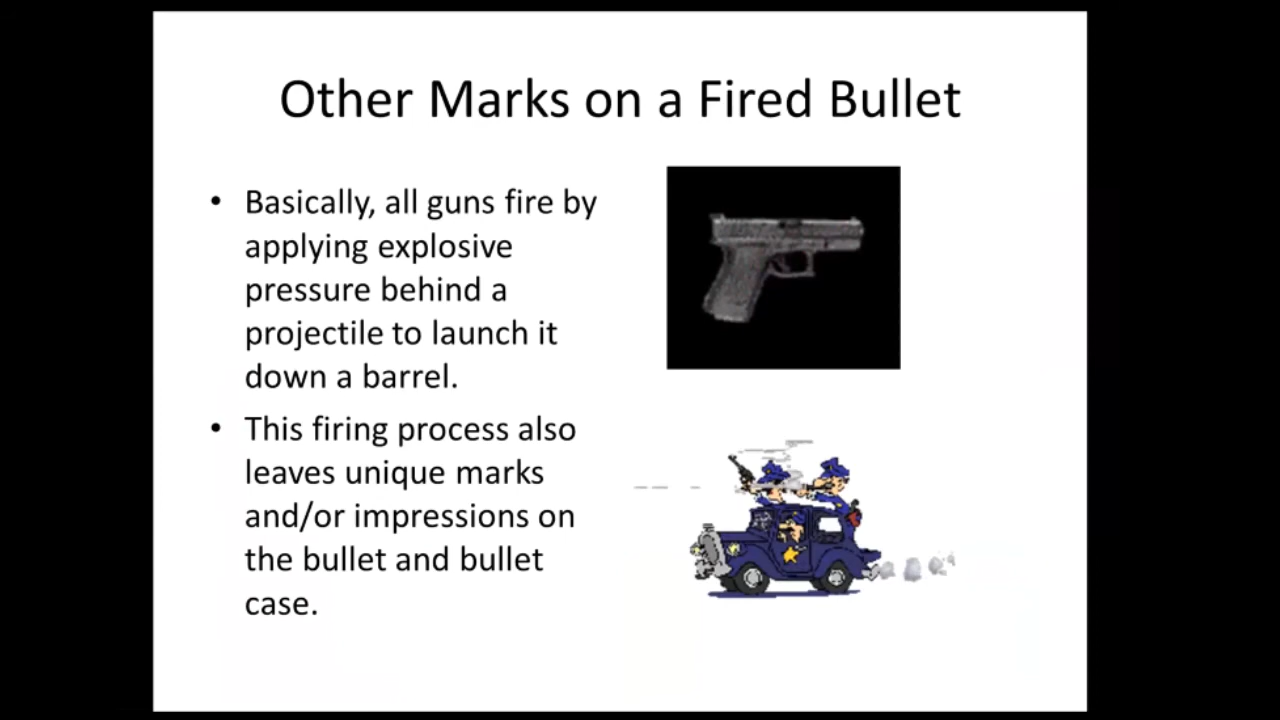 Other Marks on a Fired Bullet
• Basically, all guns fire by
applying explosive
pressure behind a
projectile to launch it
down a barrel.
• This firing process also
leaves unique marks
and/or impressions on
the bullet and bullet
case.